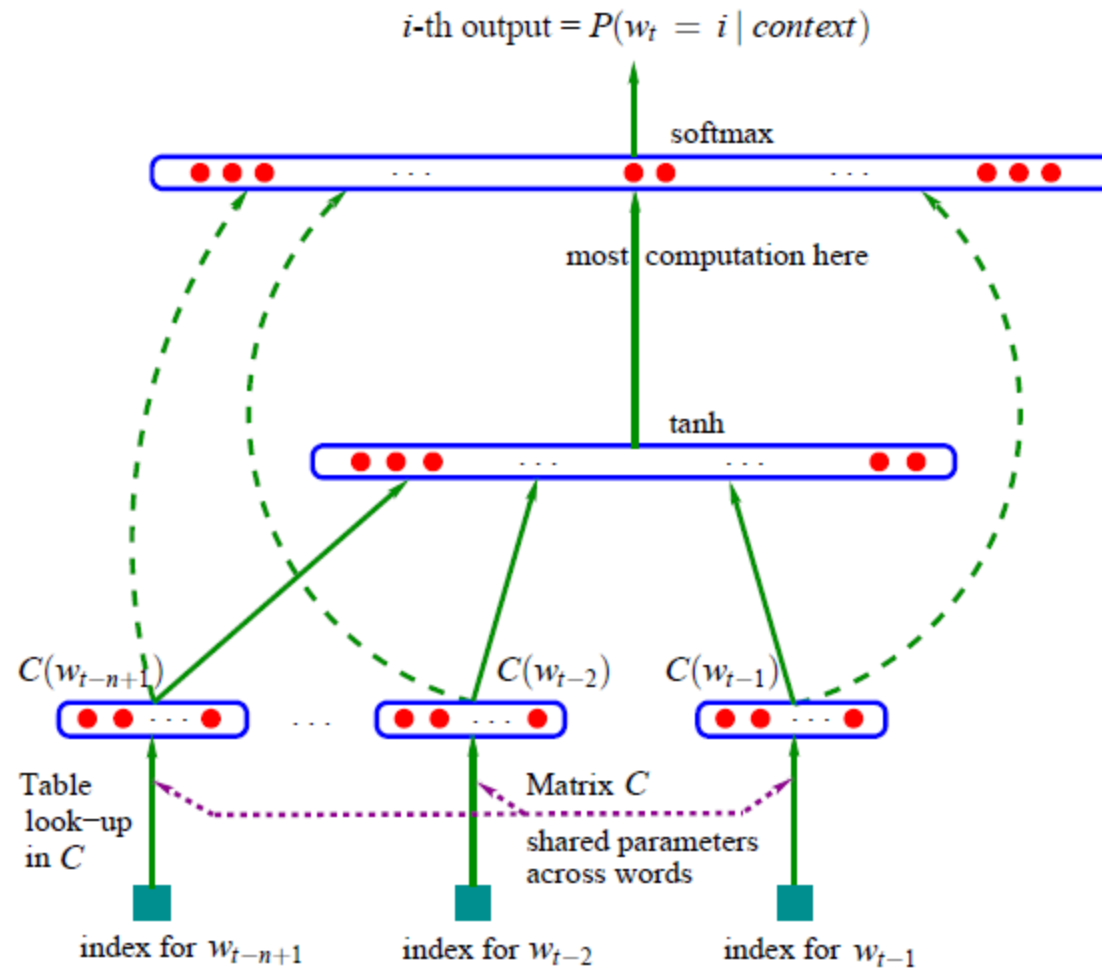 i-th output = P(w_t = i | context)
softmax
. . .
. . .
most computation here
tanh
. . .
. . .
C(w_{t−n+1})
C(w_{t−2})
C(w_{t−1})
. . .
. . .
. . .
. . .
Table
look−up
in C
Matrix C
shared parameters
across words
index for w_{t−n+1}
index for w_{t−2}
index for w_{t−1}